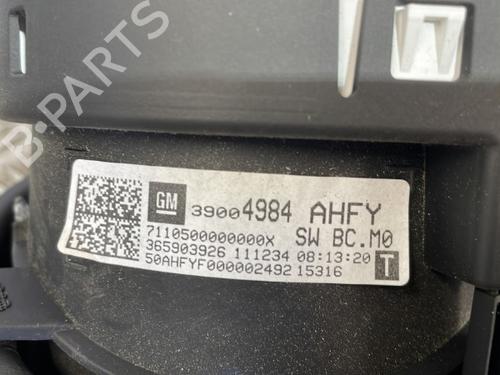 B-PARTS
GM 39004984 AHFY
7110500000000X SW BC.M0
365903926 111234 08:13:20 T
50AHFYF000002492 15316